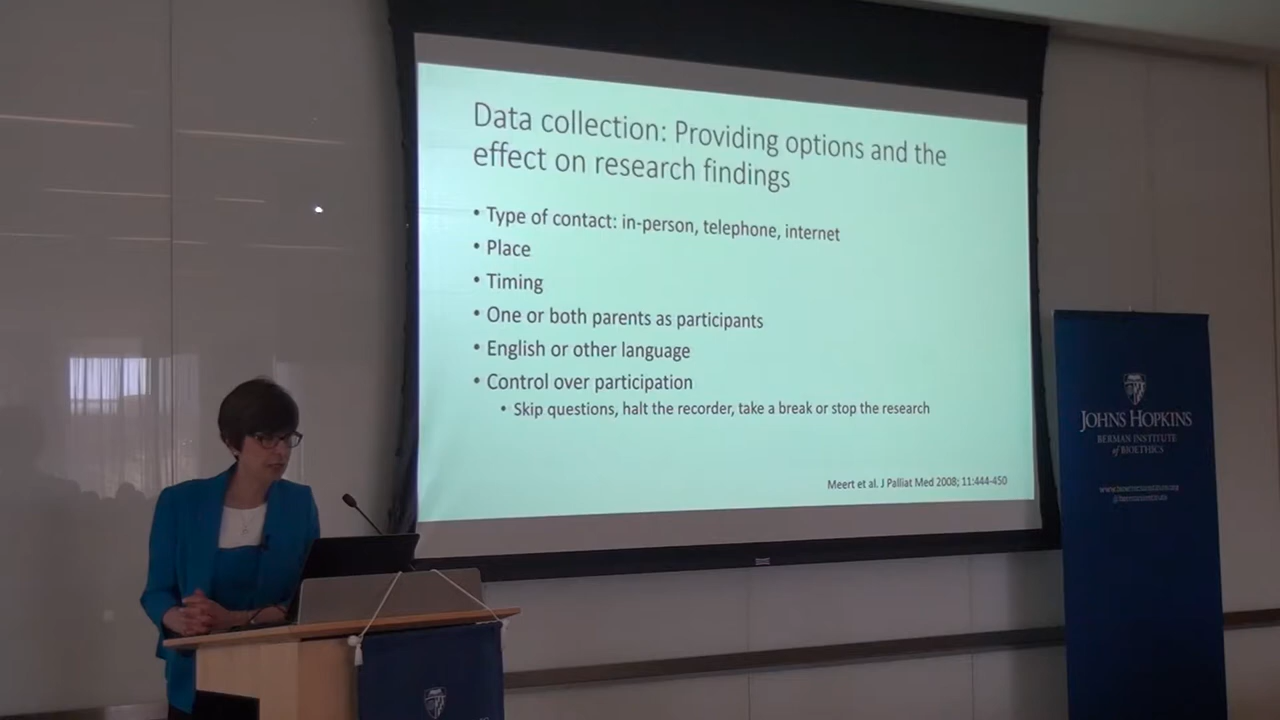 Data collection: Providing options and the
effect on research findings
• Type of contact: in-person, telephone, internet
• Place
• Timing
• One or both parents as participants
• English or other language
• Control over participation
• Skip questions, halt the recorder, take a break or stop the research
Meert et al. J Palliat Med 2008; 11:444-450
JOHNS HOPKINS
BERMAN INSTITUTE
of BIOETHICS